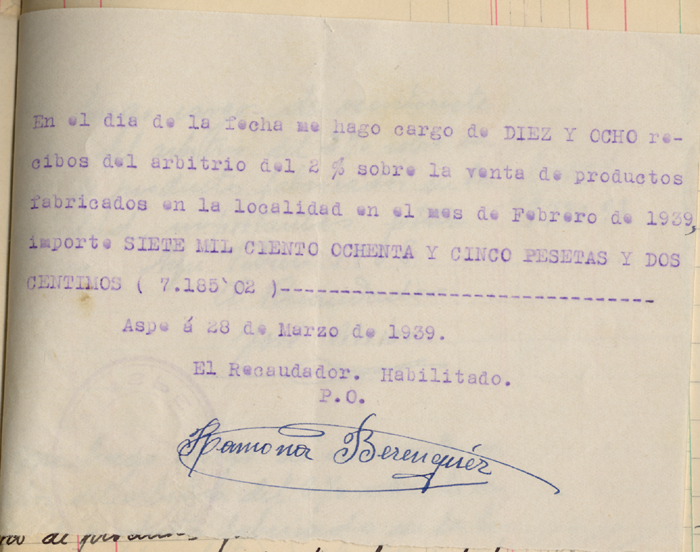 En el dia de la fecha me hago cargo de DIEZ Y OCHO re-
cibos del arbitrio del 2 % sobre la venta de productos
fabricados en la localidad en el mes de Febrero de 1939,
importe SIETE MIL CIENTO OCHENTA Y CINCO PESETAS Y DOS
CENTIMOS ( 7.185'02 )--------------------------------
Aspe á 28 de Marzo de 1939.
El Recaudador. Habilitado.
P.O.
Ramona Berenguér